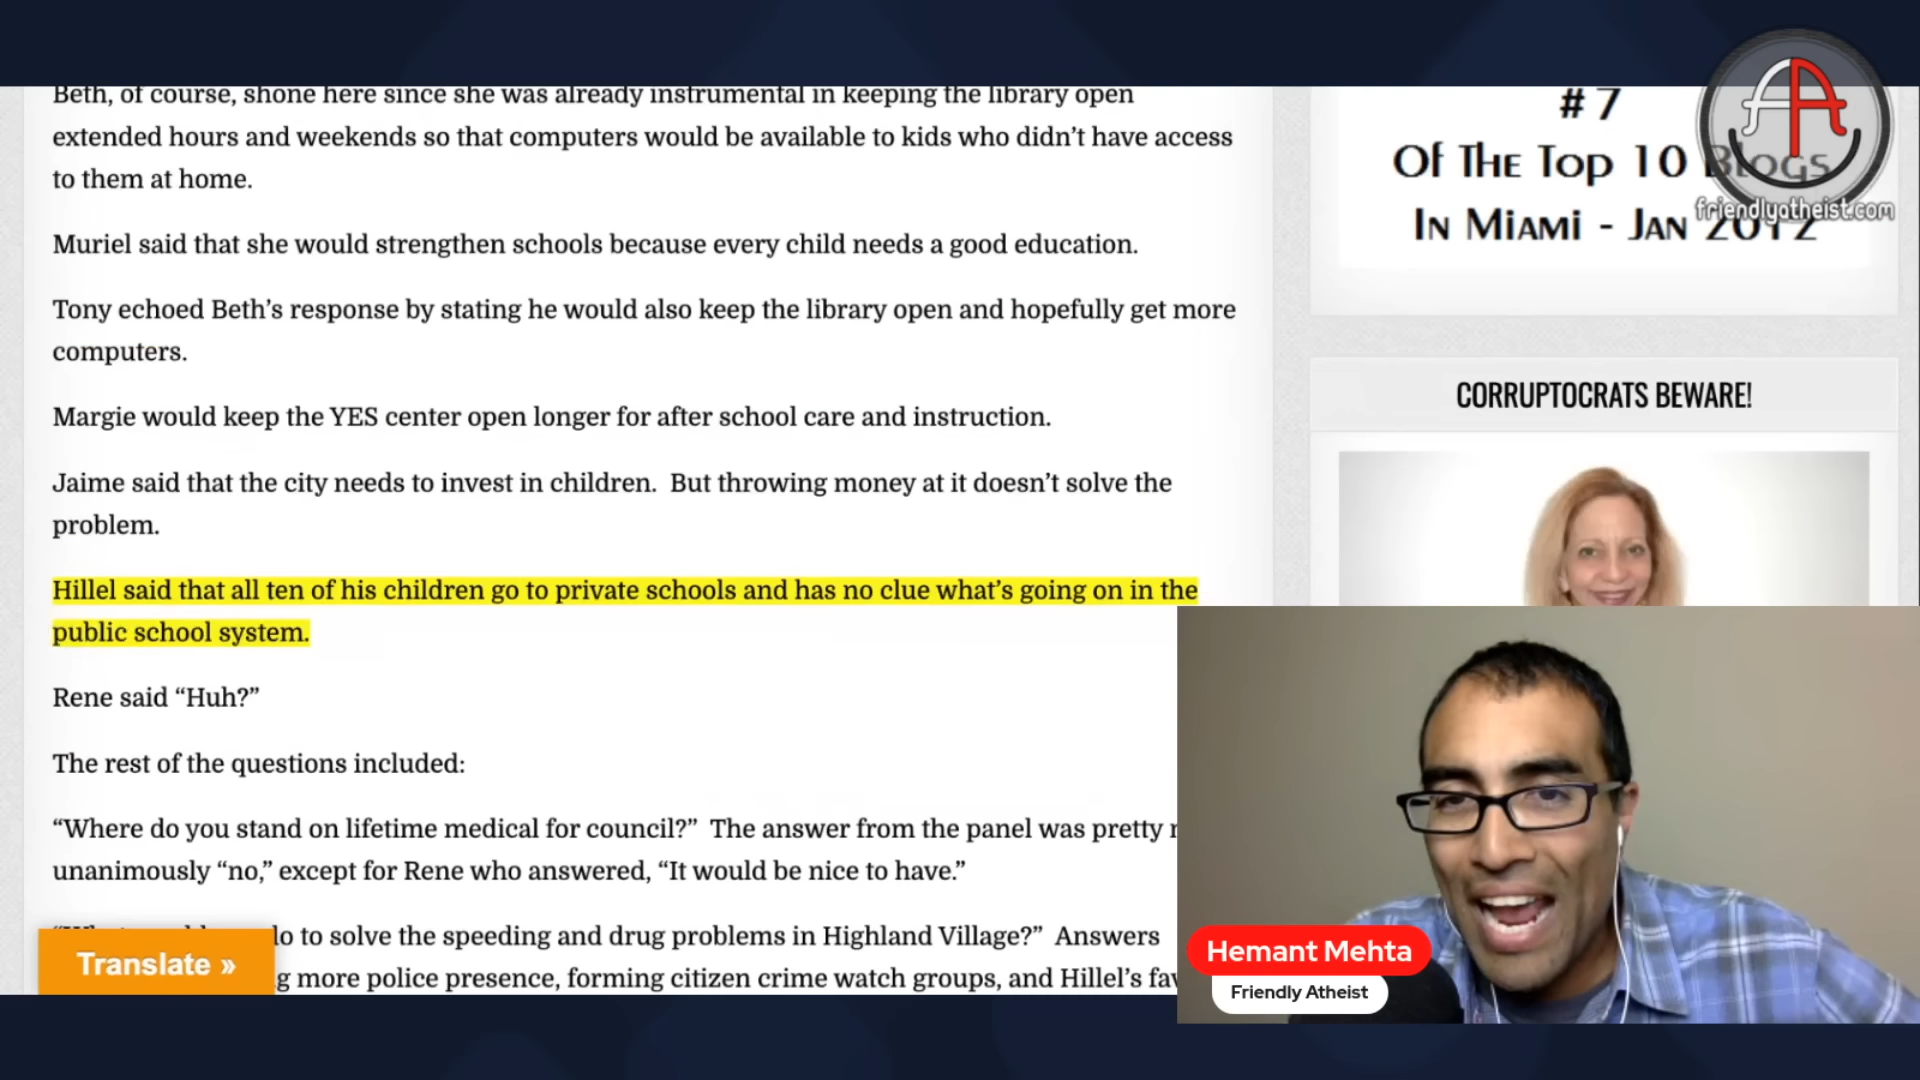 Beth, of course, shone here since she was already instrumental in keeping the library open
extended hours and weekends so that computers would be available to kids who didn’t have access
to them at home.
Muriel said that she would strengthen schools because every child needs a good education.
Tony echoed Beth’s response by stating he would also keep the library open and hopefully get more
computers.
Margie would keep the YES center open longer for after school care and instruction.
Jaime said that the city needs to invest in children.  But throwing money at it doesn’t solve the
problem.
Hillel said that all ten of his children go to private schools and has no clue what’s going on in the
public school system.
Rene said “Huh?”
The rest of the questions included:
“Where do you stand on lifetime medical for council?”  The answer from the panel was pretty
unanimously “no,” except for Rene who answered, “It would be nice to have.”
to solve the speeding and drug problems in Highland Village?”  Answers
more police presence, forming citizen crime watch groups, and Hillel’s
Translate »
#7
Of The Top 10 Blogs
In Miami - Jan 2012
friendlyatheist.com
CORRUPTOCRATS BEWARE!
Hemant Mehta
Friendly Atheist